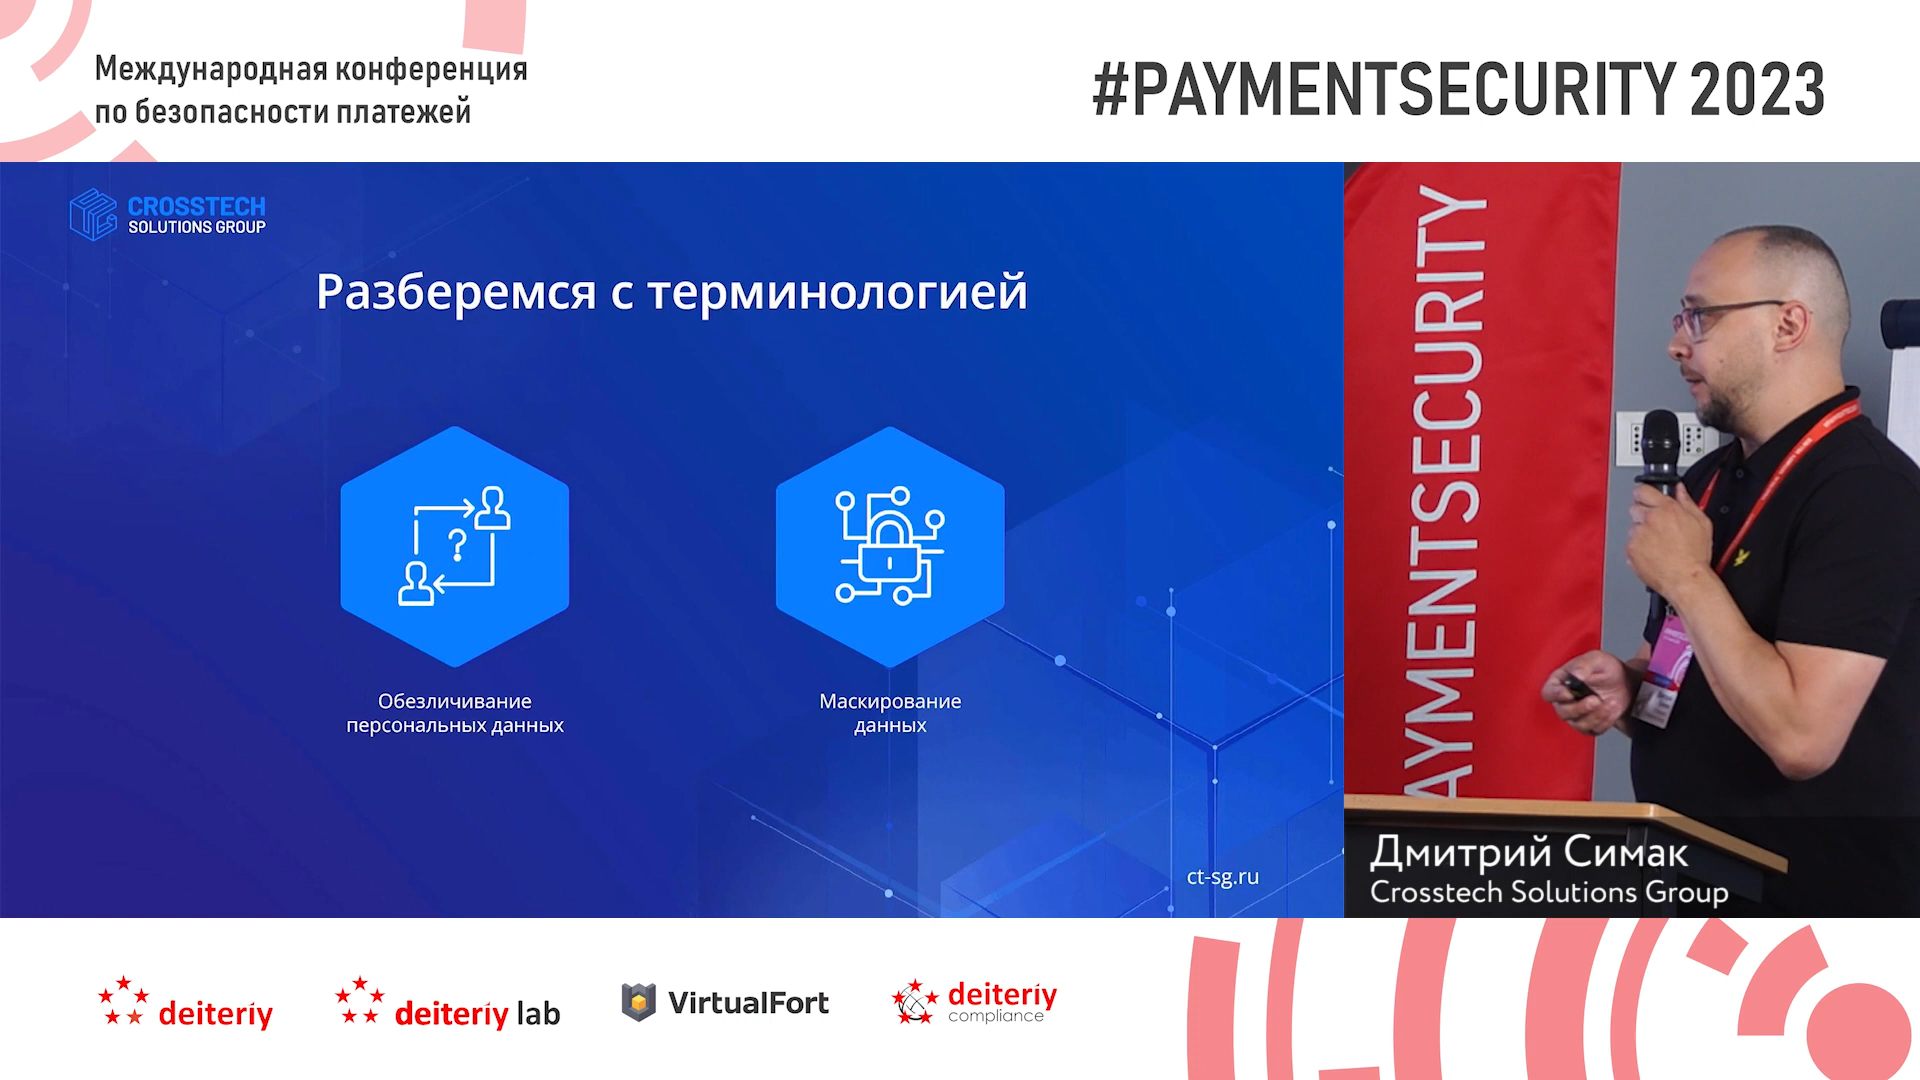 Международная конференция
по безопасности платежей
#PAYMENTSECURITY 2023
CROSSTECH
SOLUTIONS GROUP
Разберемся с терминологией
Обезличивание
персональных данных
Маскирование
данных
ct-sg.ru
AYMENTSECURITY
Дмитрий Симак
Crosstech Solutions Group
deiteriy
deiteriy lab
VirtualFort
deiteriy
compliance